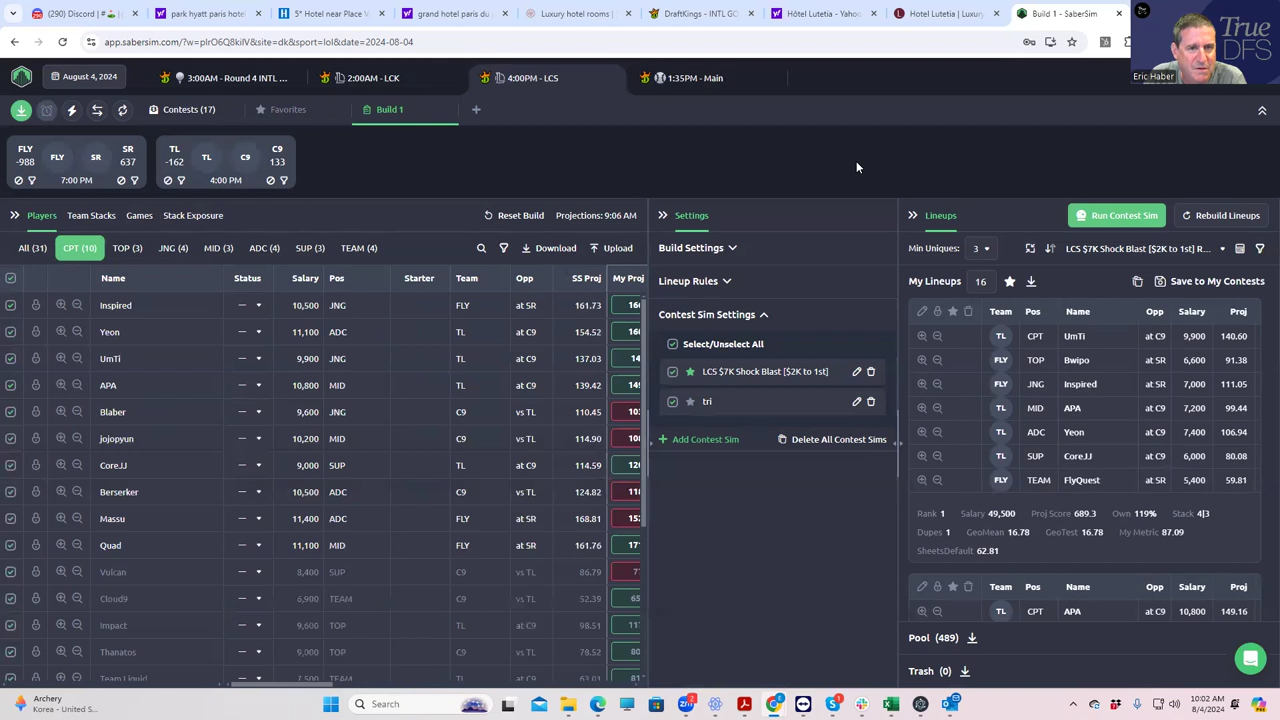 (290) Discord | #
park hyatt paris hotel
5* Hotel near Place V
grand hotel paris du
Luxury hotel rooms |
DraftKings - INTL GO
Hôtel Lutetia - Yahoo
Hotel Lutetia | Luxury
Build 1 - SaberSim
app.sabersim.com/?w=plrO6Q8kiIV&site=dk&sport=lol&date=2024-08-04
True DFS
Eric Haber
August 4, 2024
3:00AM - Round 4 INTL ...
2:00AM - LCK
4:00PM - LCS
1:35PM - Main
Contests (17)
Favorites
Build 1
FLY FLY SR SR
-988 637
7:00 PM
TL TL C9 C9
-162 133
4:00 PM
Players Team Stacks Games Stack Exposure
Reset Build Projections: 9:06 AM
All (31) CPT (10) TOP (3) JNG (4) MID (3) ADC (4) SUP (3) TEAM (4)
Download Upload
Name Status Salary Pos Starter Team Opp SS Proj My Proj
Inspired — 10,500 JNG FLY at SR 161.73
Yeon — 11,100 ADC TL at C9 154.52
UmTi — 9,900 JNG TL at C9 137.03
APA — 10,800 MID TL at C9 139.42
Blaber — 9,600 JNG C9 vs TL 110.45
jojopyun — 10,200 MID C9 vs TL 114.90
CoreJJ — 9,000 SUP TL at C9 114.59
Berserker — 10,500 ADC C9 vs TL 124.82
Massu — 11,400 ADC FLY at SR 168.81
Quad — 11,100 MID FLY at SR 161.76
Vulcan — 8,400 SUP C9 vs TL 86.79
Cloud9 — 6,900 TEAM C9 vs TL 52.39
Impact — 9,600 TOP TL at C9 98.51
Thanatos — 9,000 TOP C9 vs TL 78.52
Team Liquid — 7,500 TEAM TL at C9 63.01
Settings
Build Settings
Lineup Rules
Contest Sim Settings
Select/Unselect All
LCS $7K Shock Blast [$2K to 1st]
tri
Add Contest Sim
Delete All Contest Sims
Lineups
Run Contest Sim
Rebuild Lineups
Min Uniques: 3
LCS $7K Shock Blast [$2K to 1st] R...
My Lineups 16
Save to My Contests
Team Pos Name Opp Salary Proj
TL CPT UmTi at C9 9,900 140.60
FLY TOP Bwipo at SR 6,600 91.38
FLY JNG Inspired at SR 7,000 111.05
TL MID APA at C9 7,200 99.44
TL ADC Yeon at C9 7,400 106.94
TL SUP CoreJJ at C9 6,000 80.08
FLY TEAM FlyQuest at SR 5,400 59.81
Rank 1 Salary 49,500 Proj Score 689.3 Own 119% Stack 4|3
Dupes 1 GeoMean 16.78 GeoTest 16.78 My Metric 87.09
SheetsDefault 62.81
Team Pos Name Opp Salary Proj
TL CPT APA at C9 10,800 149.16
Pool (489)
Trash (0)
Archery
Korea - United S...
Search
10:02 AM
8/4/2024